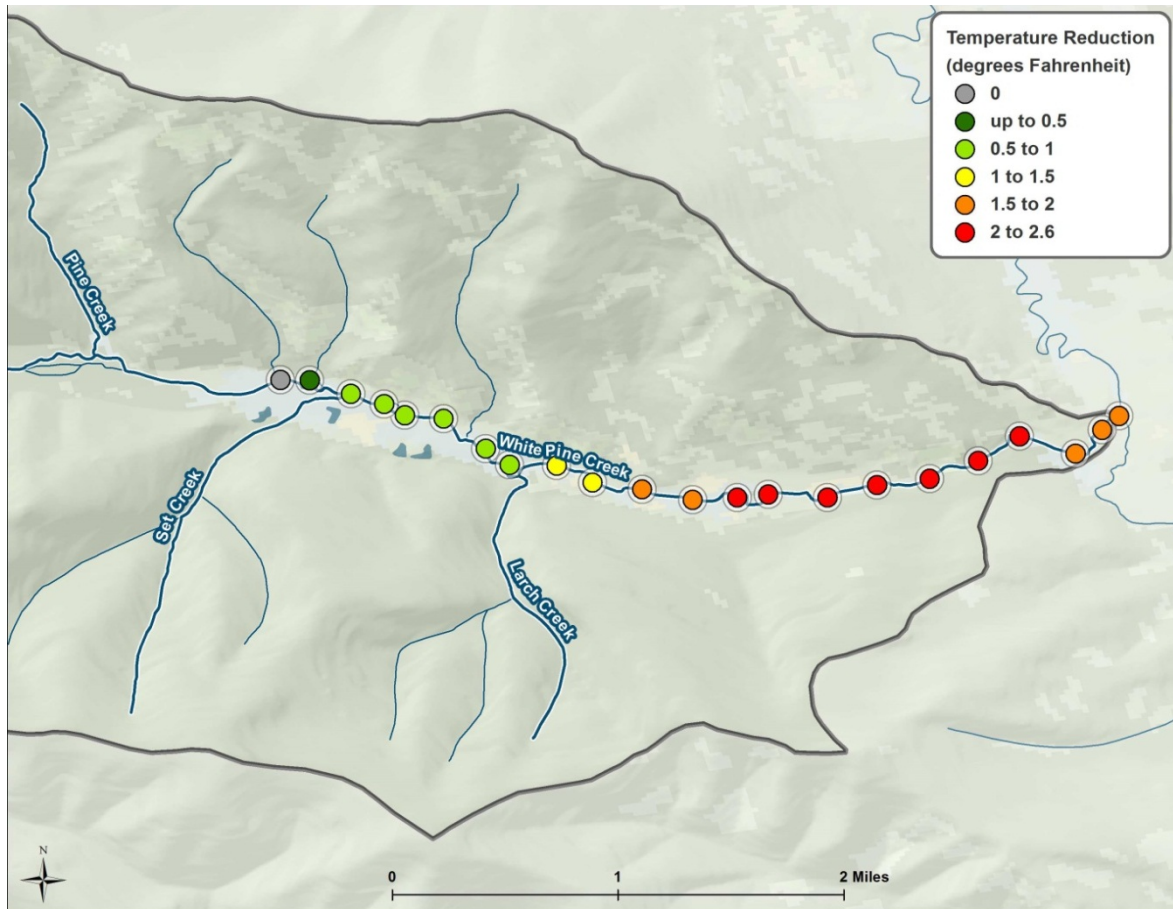 Temperature Reduction
(degrees Fahrenheit)
0
up to 0.5
0.5 to 1
1 to 1.5
1.5 to 2
2 to 2.6
Pine Creek
White Pine Creek
Set Creek
Larch Creek
N
0 1 2 Miles